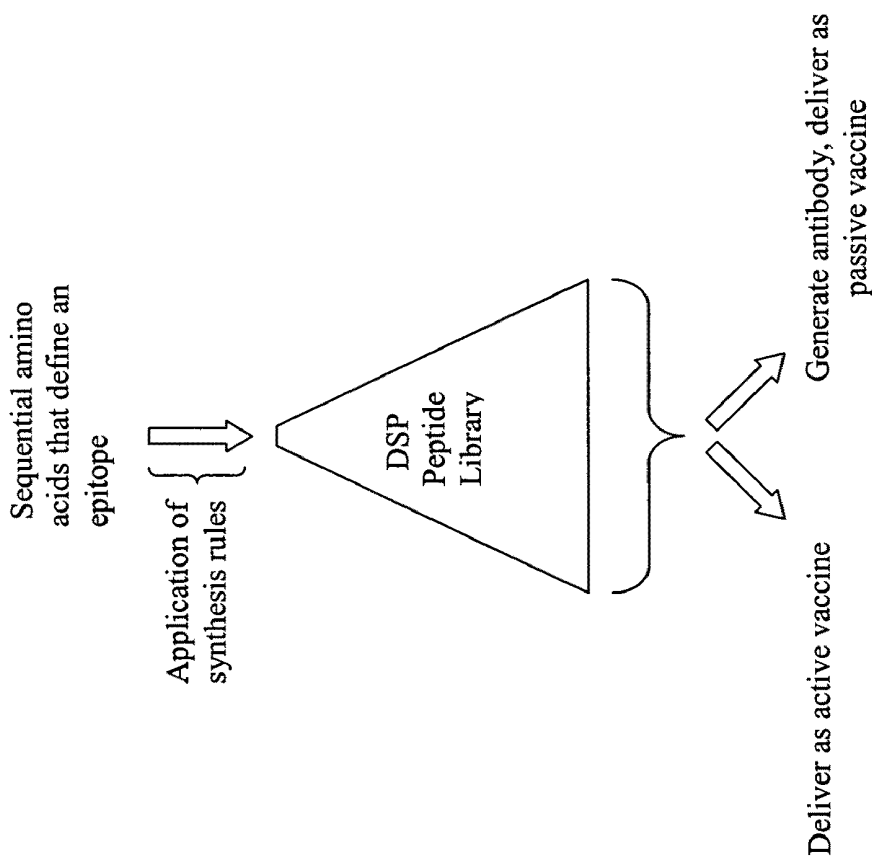 Sequential amino
acids that define an
epitope
Application of
synthesis rules
DSP
Peptide
Library
Deliver as active vaccine
Generate antibody, deliver as
passive vaccine